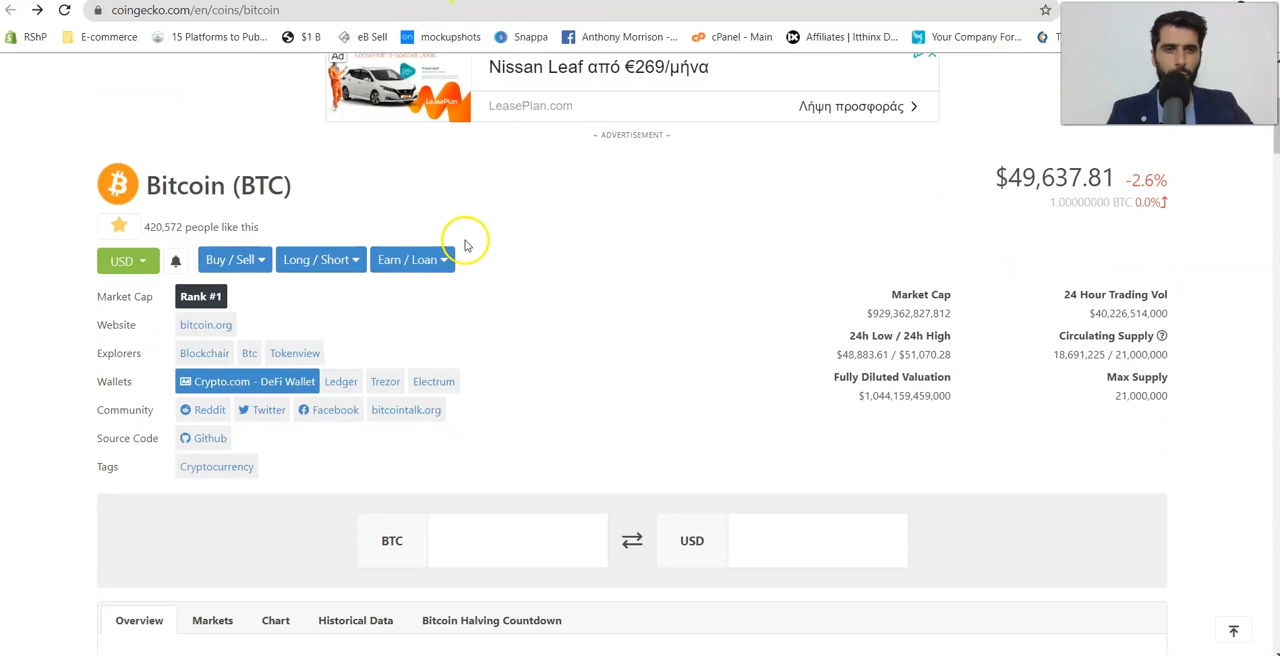 coingecko.com/en/coins/bitcoin
RShP E-commerce 15 Platforms to Pub... $1 B eB Sell mockupshots Snappa Anthony Morrison -... cPanel - Main Affiliates | Itthinx D... Your Company For...
Ad
Nissan Leaf από €269/μήνα
LeasePlan
LeasePlan.com Λήψη προσφοράς
~ ADVERTISEMENT ~
Bitcoin (BTC)
$49,637.81 -2.6%
1.00000000 BTC 0.0%
420,572 people like this
USD Buy / Sell Long / Short Earn / Loan
Market Cap Rank #1
Website bitcoin.org
Explorers Blockchair Btc Tokenview
Wallets Crypto.com - DeFi Wallet Ledger Trezor Electrum
Community Reddit Twitter Facebook bitcointalk.org
Source Code Github
Tags Cryptocurrency
Market Cap 24 Hour Trading Vol
$929,362,827,812 $40,226,514,000
24h Low / 24h High Circulating Supply
$48,883.61 / $51,070.28 18,691,225 / 21,000,000
Fully Diluted Valuation Max Supply
$1,044,159,459,000 21,000,000
BTC USD
Overview Markets Chart Historical Data Bitcoin Halving Countdown